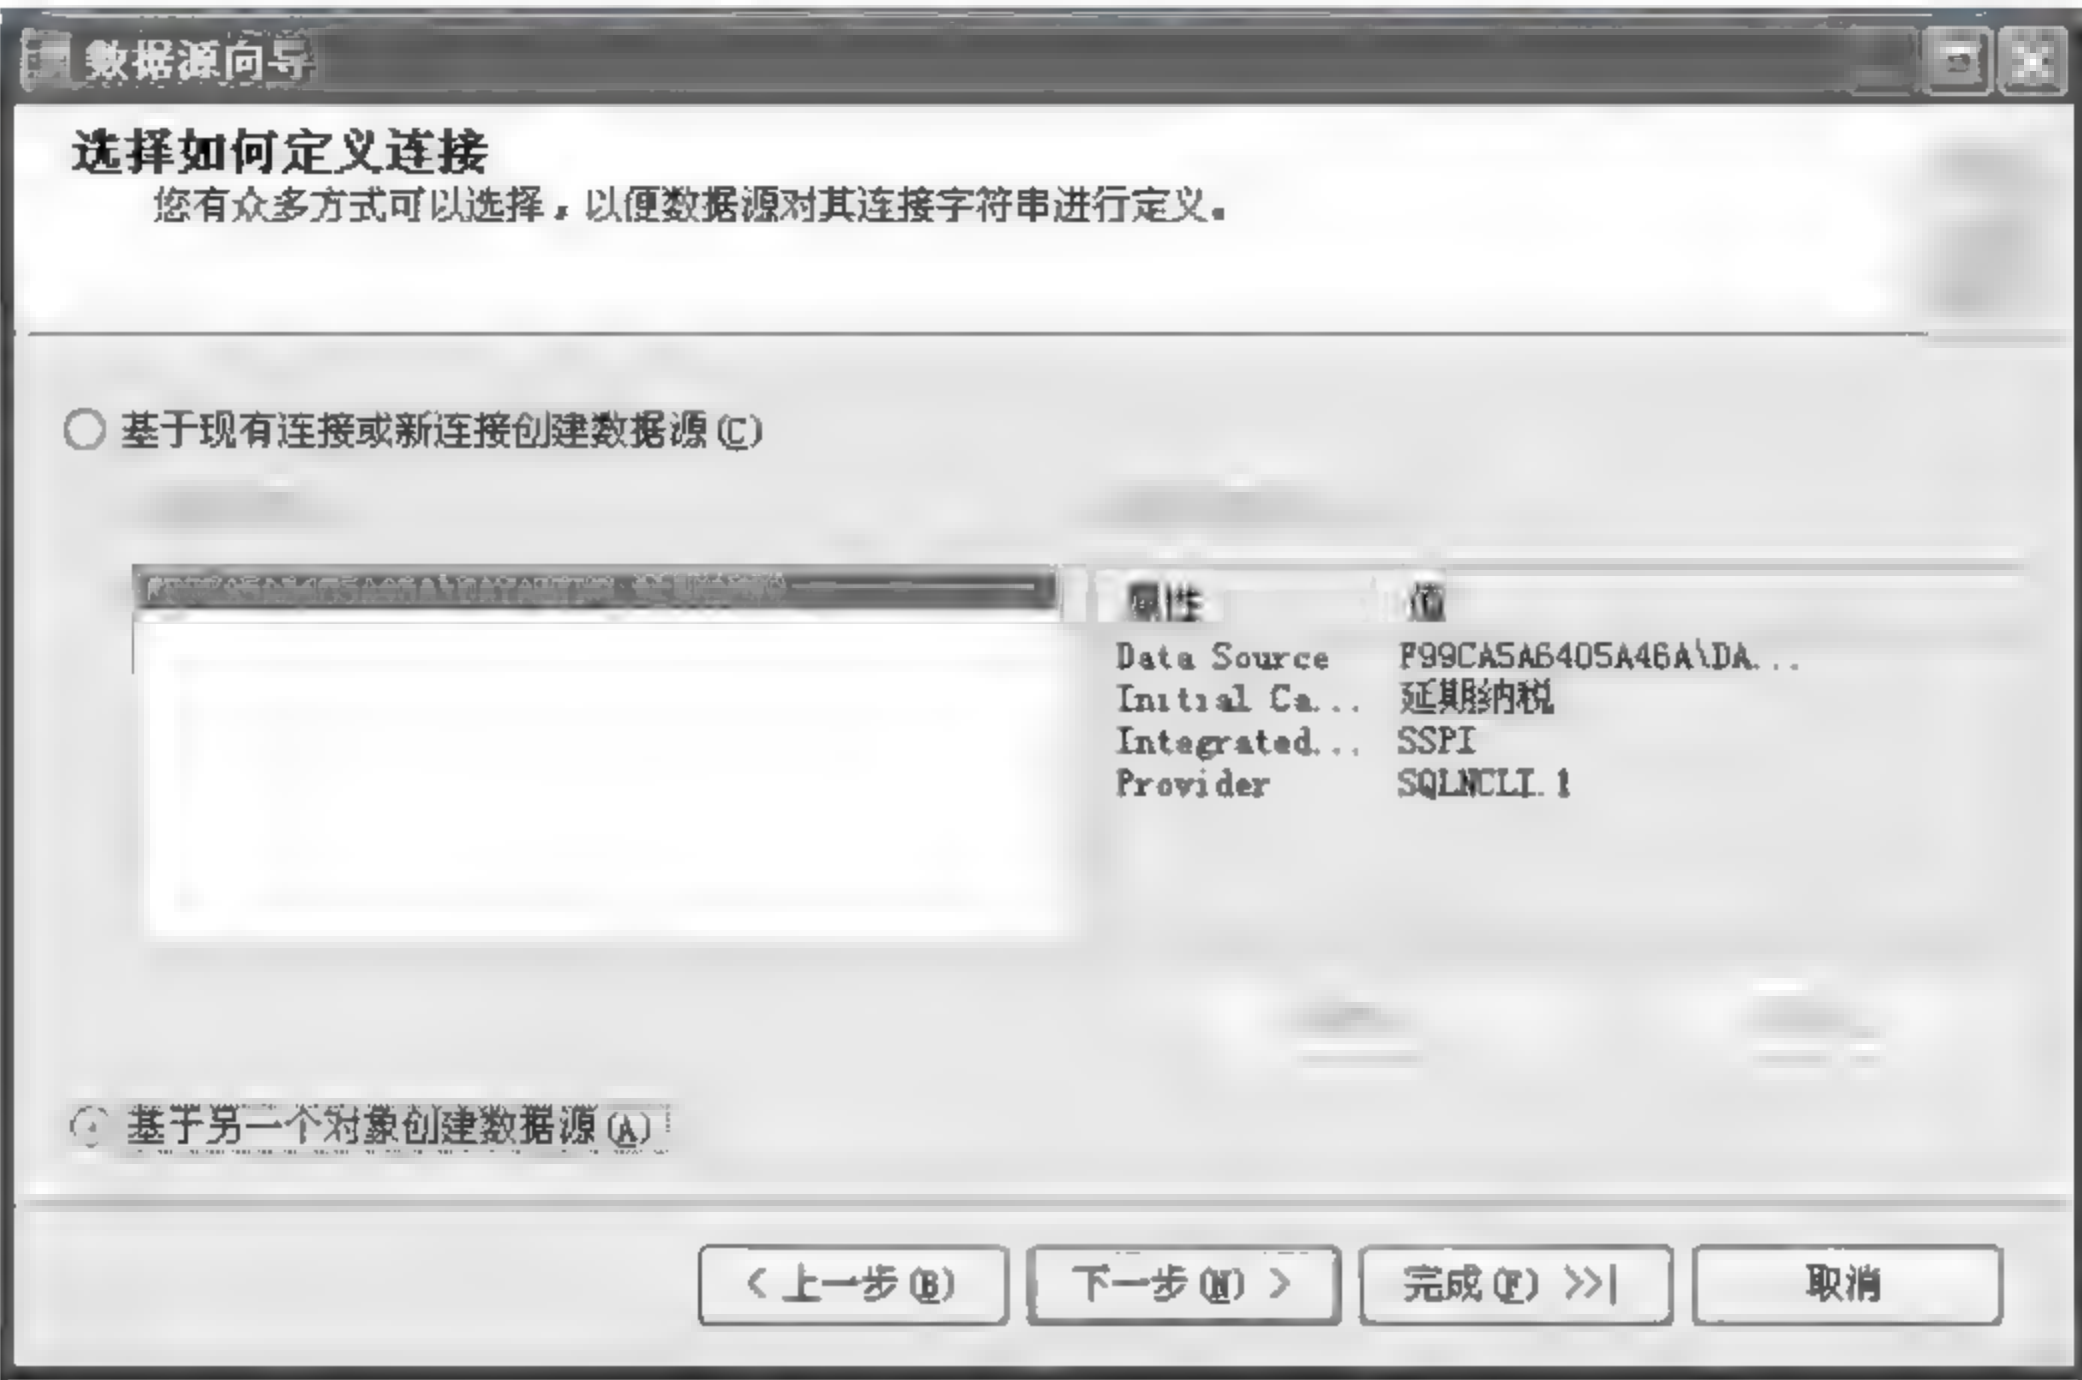 数据源向导
选择如何定义连接
您有众多方式可以选择，以便数据源对其连接字符串进行定义。
基于现有连接或新连接创建数据源(C)
属性 值
Data Source F99CA5A6405A46A\DA...
Initial Ca... 延期纳税
Integrated... SSPI
Provider SQLNCLI.1
基于另一个对象创建数据源(A)
< 上一步(B) 下一步(N) > 完成(F) >>| 取消